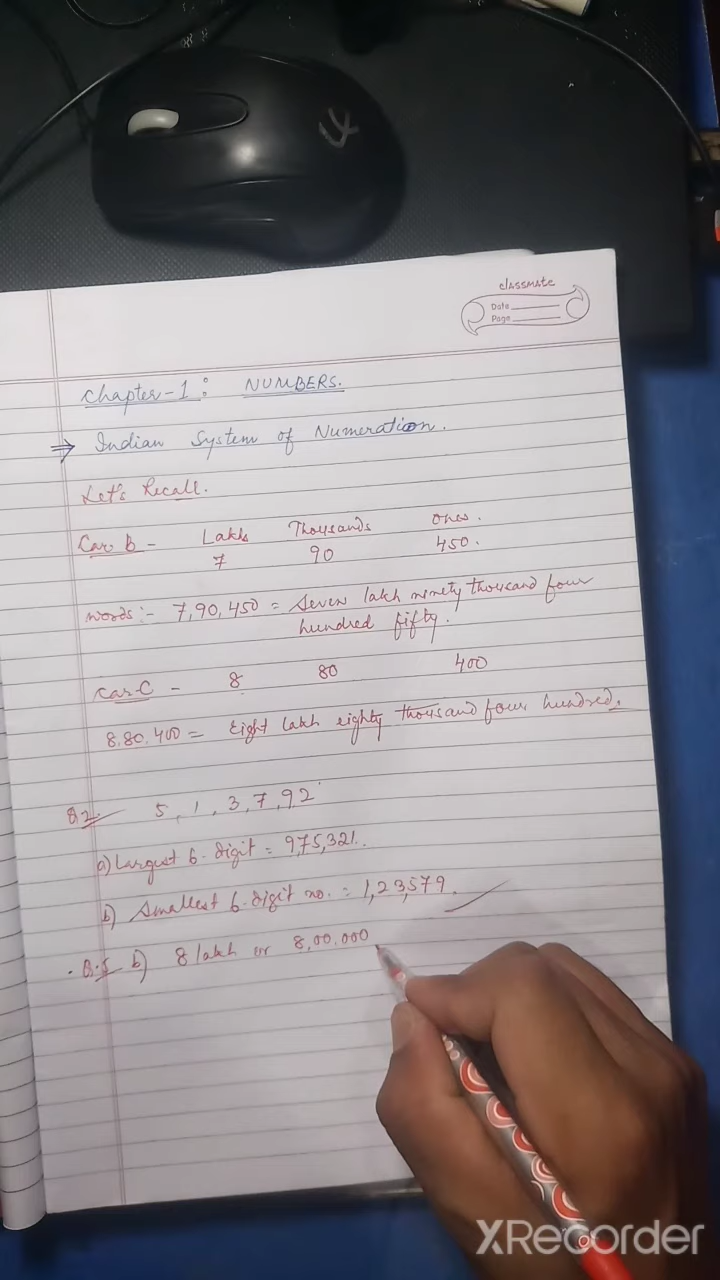 classmate
Date
Page
Chapter-1: NUMBERS.
⇒ Indian System of Numeration.
Let's Recall.
Car B - Lakhs Thousands Ones.
7 90 450.
Words:- 7,90,450 = Seven lakh ninety thousand four
hundred fifty.
Car-C - 8 80 400
8,80,400 = Eight lakh eighty thousand four hundred.
Q2. 5, 1, 3, 7, 9 2
a) Largest 6-digit = 9,75,321.
b) Smallest 6-digit no. = 1,23,579.
Q.5 b) 8 lakh or 8,00,000
XRecorder